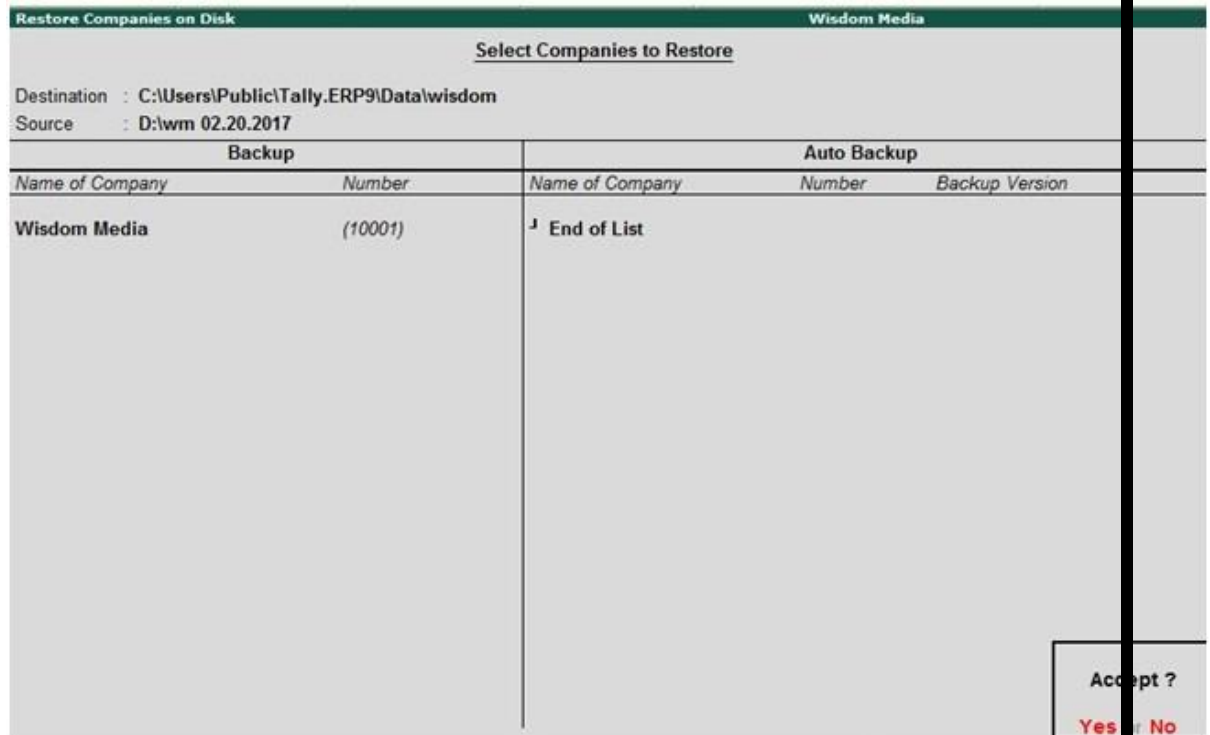 Restore Companies on Disk Wisdom Media
Select Companies to Restore
Destination : C:\Users\Public\Tally.ERP9\Data\wisdom
Source : D:\wm 02.20.2017
Backup Auto Backup
Name of Company Number Name of Company Number Backup Version
Wisdom Media (10001) ┘ End of List
Accept ?
Yes or No